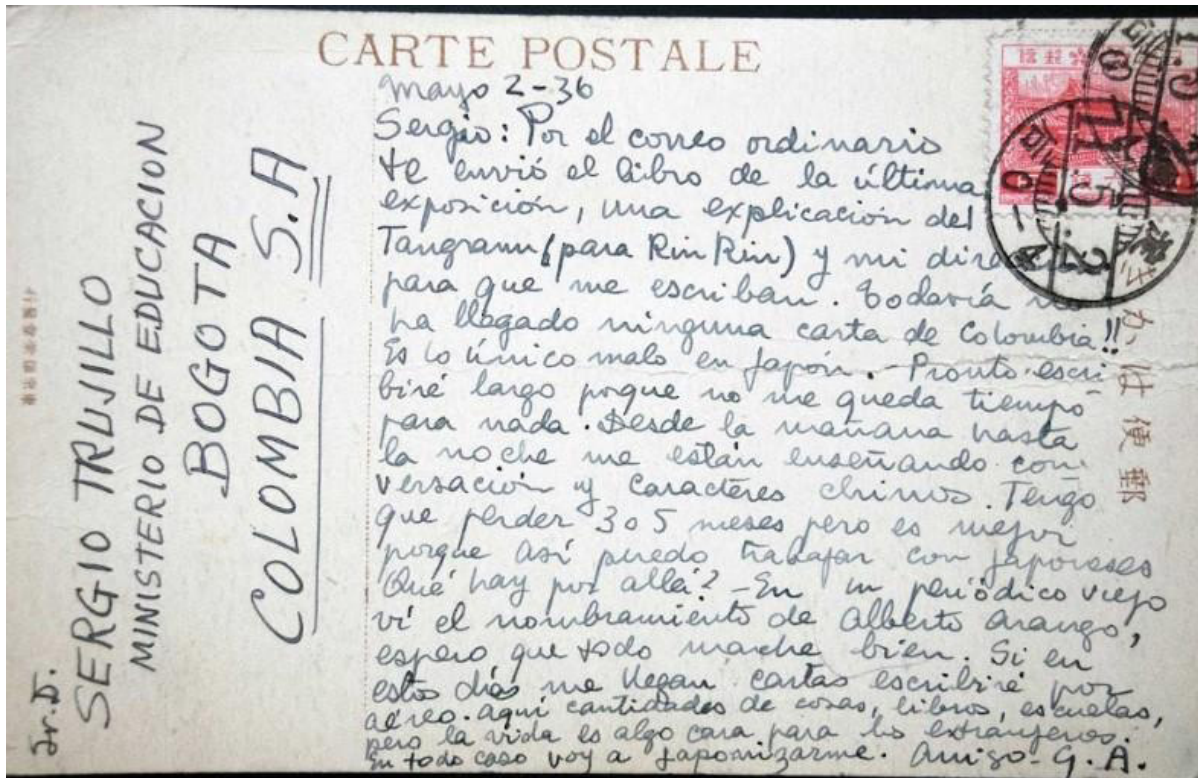 CARTE POSTALE
Mayo 2-36
Sergio: Por el correo ordinario
te envió el libro de la última
exposición, una explicación del
Tangramm (para Rin Rin) y mi
para que me escriban. Todavía no
ha llegado ninguna carta de Colombia!!
Es lo único malo en Japón. - Pronto escri
biré largo porque no me queda tiempo
para nada. Desde la mañana hasta
la noche me están enseñando con
versación y caracteres chinos. Tengo
que perder 3 o 5 meses pero es mejor
porque así puedo trabajar con japoneses
Qué hay por allá? - En un periódico viejo
ví el nombramiento de Alberto Arango,
espero que todo marche bien. Si en
estos días me llegan cartas escribiré por
aéreo. Aquí cantidades de cosas, libros, escuelas,
pero la vida es algo cara para los extranjeros.
En todo caso voy a japonizarme. Amigo - G. A.
Sr. D.
SERGIO TRUJILLO
MINISTERIO DE EDUCACION
BOGOTA
COLOMBIA S.A
郵便はか